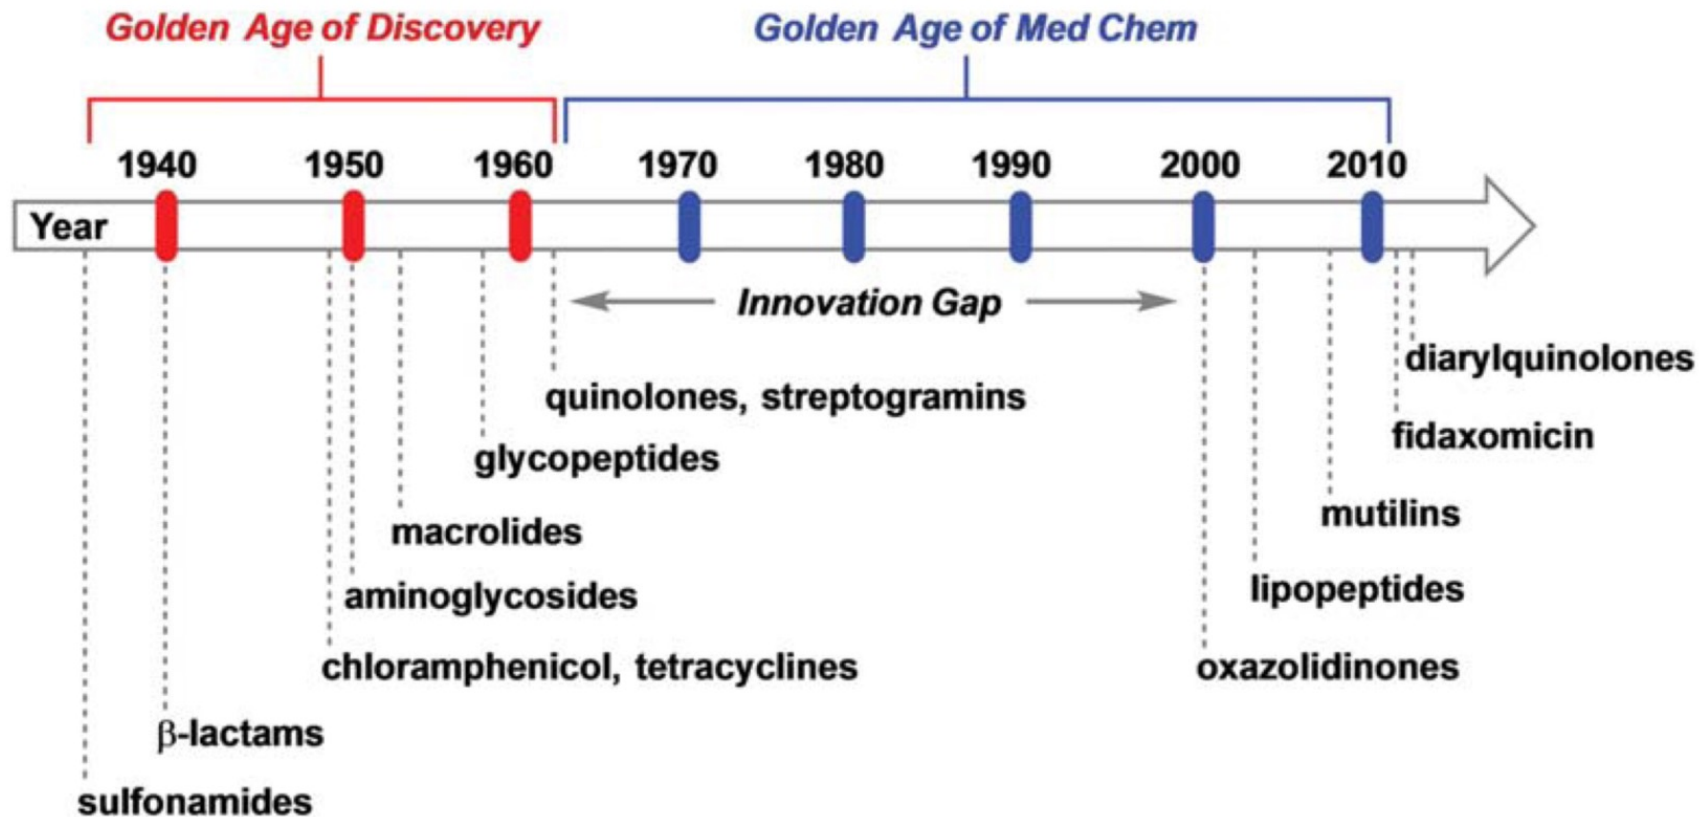 Golden Age of Discovery
Golden Age of Med Chem
1940 1950 1960 1970 1980 1990 2000 2010
Year
Innovation Gap
diarylquinolones
quinolones, streptogramins
fidaxomicin
glycopeptides
mutilins
macrolides
lipopeptides
aminoglycosides
chloramphenicol, tetracyclines
oxazolidinones
β-lactams
sulfonamides